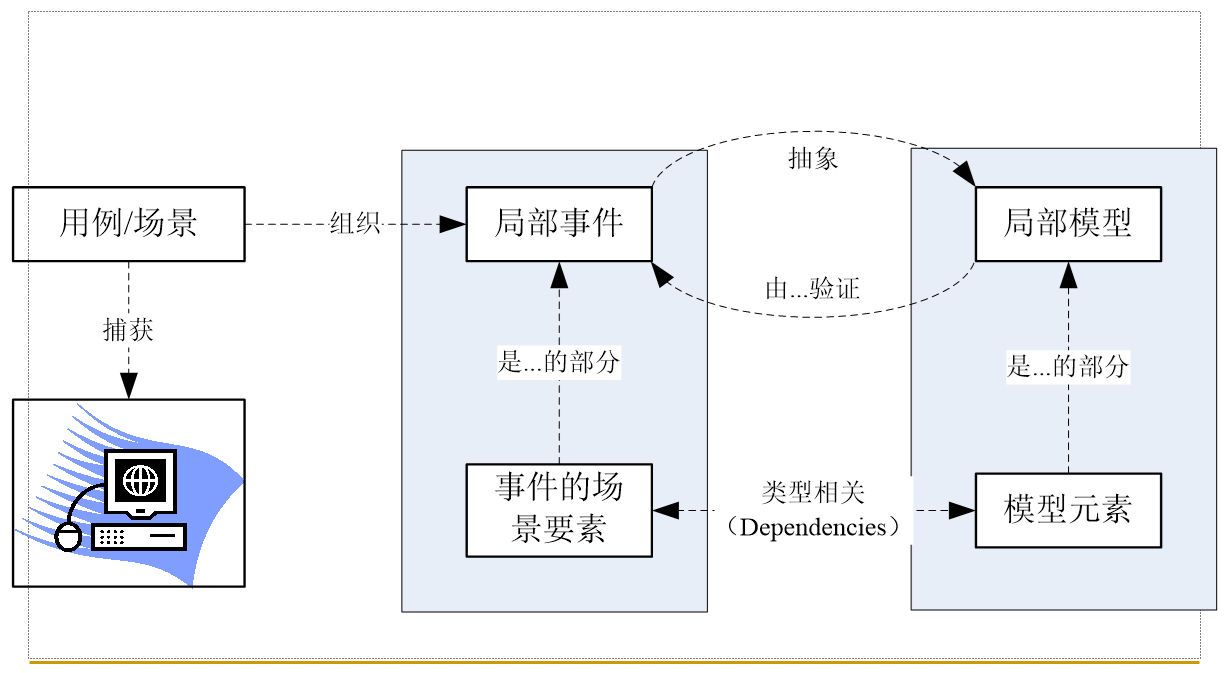 抽象
用例/场景
组织
局部事件
局部模型
由...验证
捕获
是...的部分
是...的部分
事件的场
景要素
类型相关
（Dependencies）
模型元素